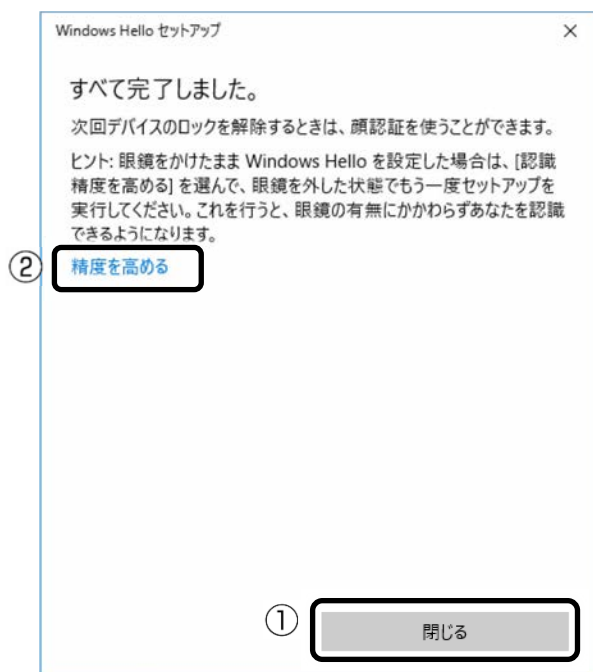 Windows Hello セットアップ
すべて完了しました。
次回デバイスのロックを解除するときは、顔認証を使うことができます。
ヒント: 眼鏡をかけたまま Windows Hello を設定した場合は、[認識
精度を高める] を選んで、眼鏡を外した状態でもう一度セットアップを
実行してください。これを行うと、眼鏡の有無にかかわらずあなたを認識
できるようになります。
② 精度を高める
① 閉じる